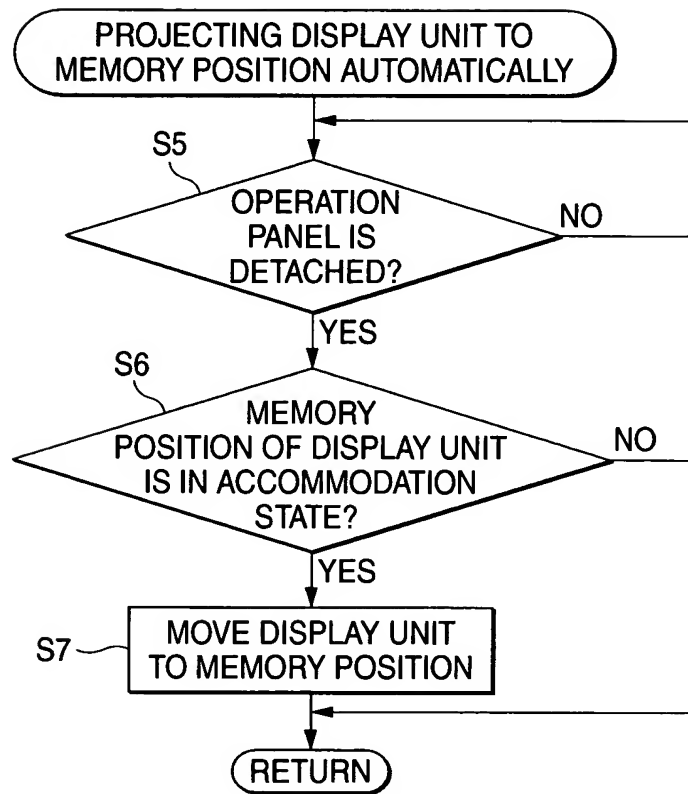 PROJECTING DISPLAY UNIT TO
MEMORY POSITION AUTOMATICALLY
S5
OPERATION
PANEL IS
DETACHED?
NO
YES
S6
MEMORY
POSITION OF DISPLAY UNIT
IS IN ACCOMMODATION
STATE?
NO
YES
S7
MOVE DISPLAY UNIT
TO MEMORY POSITION
RETURN